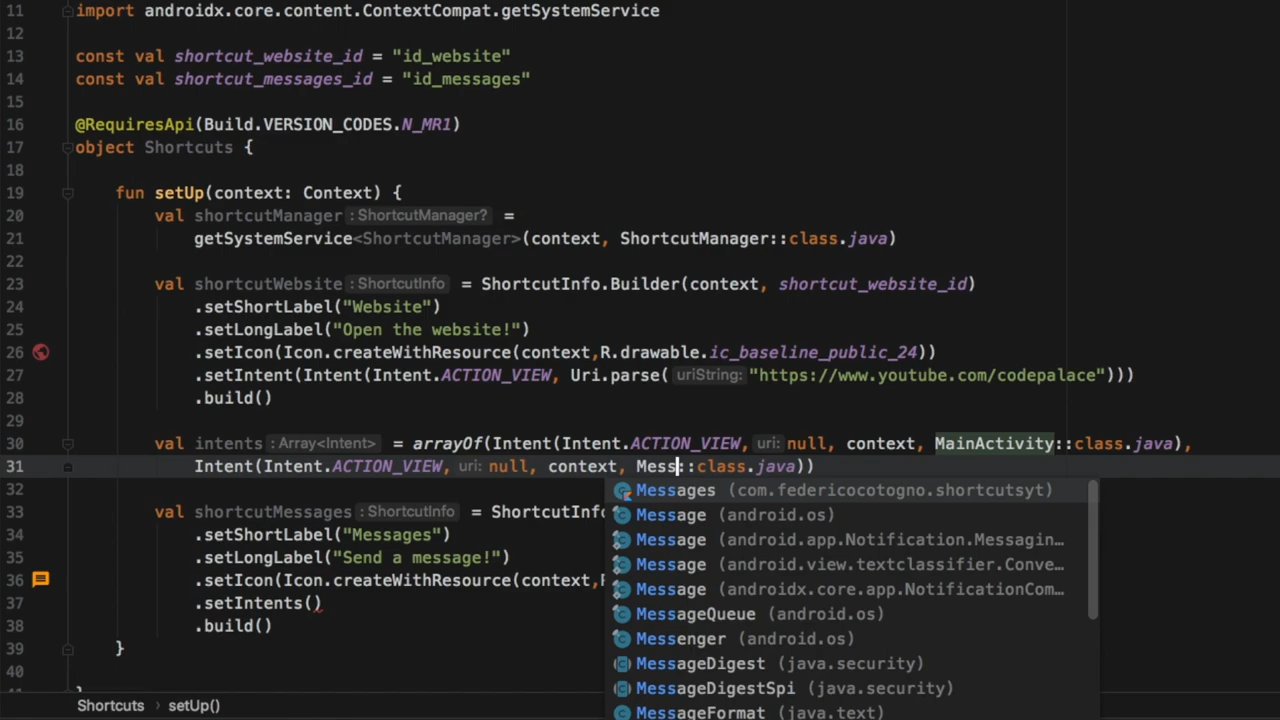 11 import androidx.core.content.ContextCompat.getSystemService
12
13 const val shortcut_website_id = "id_website"
14 const val shortcut_messages_id = "id_messages"
15
16 @RequiresApi(Build.VERSION_CODES.N_MR1)
17 object Shortcuts {
18
19 fun setUp(context: Context) {
20 val shortcutManager : ShortcutManager? =
21 getSystemService<ShortcutManager>(context, ShortcutManager::class.java)
22
23 val shortcutWebsite : ShortcutInfo = ShortcutInfo.Builder(context, shortcut_website_id)
24 .setShortLabel("Website")
25 .setLongLabel("Open the website!")
26 .setIcon(Icon.createWithResource(context,R.drawable.ic_baseline_public_24))
27 .setIntent(Intent(Intent.ACTION_VIEW, Uri.parse( uriString: "https://www.youtube.com/codepalace")))
28 .build()
29
30 val intents : Array<Intent> = arrayOf(Intent(Intent.ACTION_VIEW, uri: null, context, MainActivity::class.java),
31 Intent(Intent.ACTION_VIEW, uri: null, context, Mess::class.java))
32
33 val shortcutMessages : ShortcutInfo = ShortcutInfo
34 .setShortLabel("Messages")
35 .setLongLabel("Send a message!")
36 .setIcon(Icon.createWithResource(context,
37 .setIntents()
38 .build()
39 }
40
Messages (com.federicocotogno.shortcutsyt)
Message (android.os)
Message (android.app.Notification.Messagin…
Message (android.view.textclassifier.Conve…
Message (androidx.core.app.NotificationCom…
MessageQueue (android.os)
Messenger (android.os)
MessageDigest (java.security)
MessageDigestSpi (java.security)
MessageFormat (java.text)
Shortcuts › setUp()